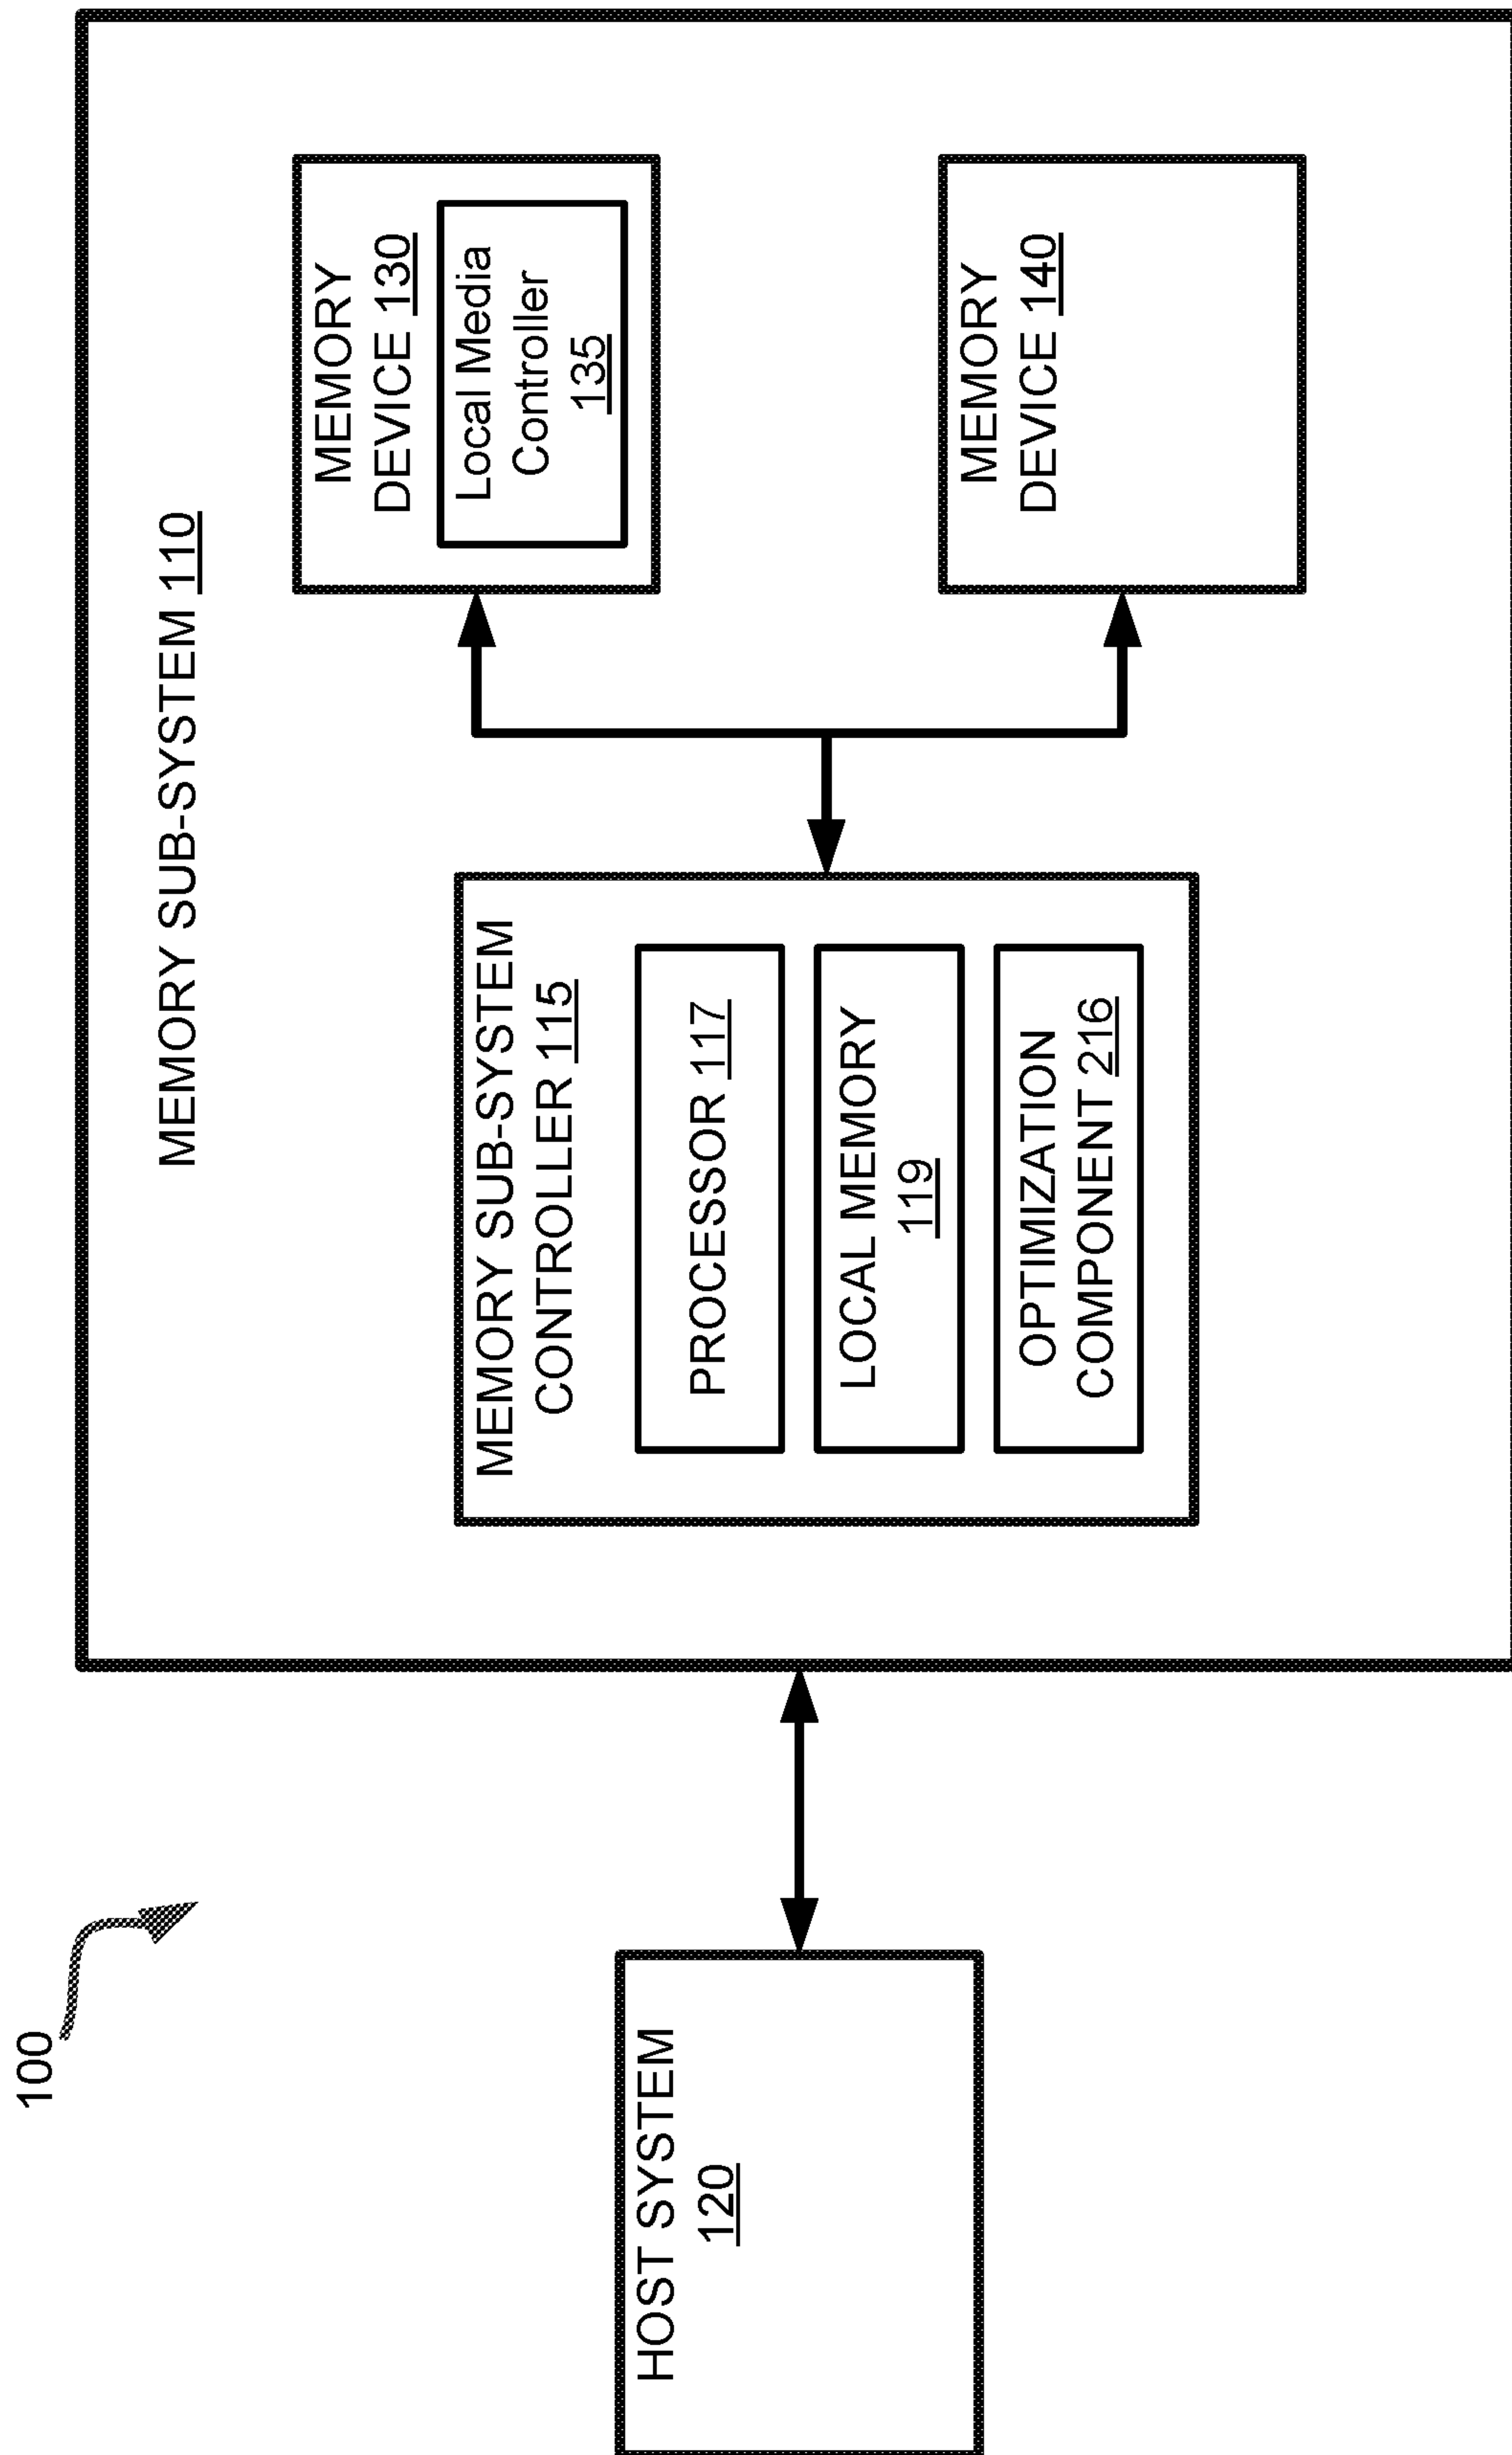 100
HOST SYSTEM
120
MEMORY SUB-SYSTEM 110
MEMORY SUB-SYSTEM
CONTROLLER 115
PROCESSOR 117
LOCAL MEMORY
119
OPTIMIZATION
COMPONENT 216
MEMORY
DEVICE 130
Local Media
Controller
135
MEMORY
DEVICE 140